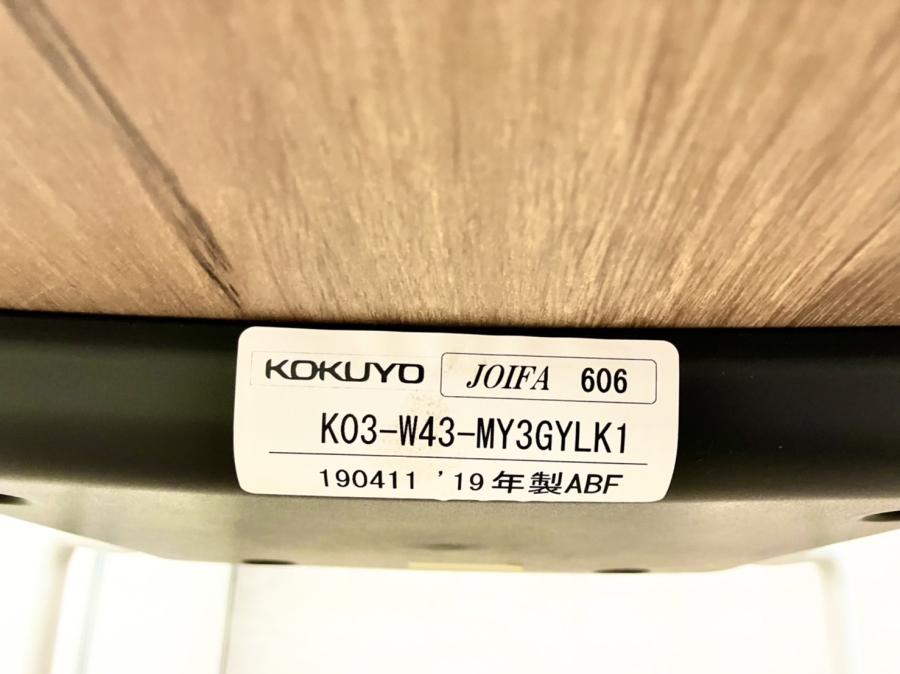 KOKUYO JOIFA 606
K03-W43-MY3GYLK1
190411 '19年製ABF